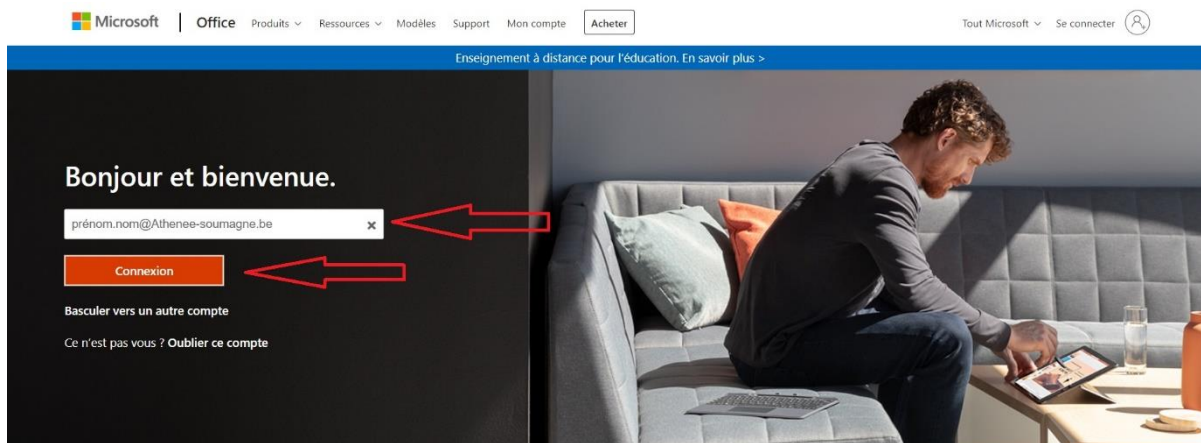 Microsoft Office Produits Ressources Modèles Support Mon compte Acheter Tout Microsoft Se connecter
Enseignement à distance pour l'éducation. En savoir plus >
Bonjour et bienvenue.
prénom.nom@Athenee-soumagne.be
Connexion
Basculer vers un autre compte
Ce n'est pas vous ? Oublier ce compte